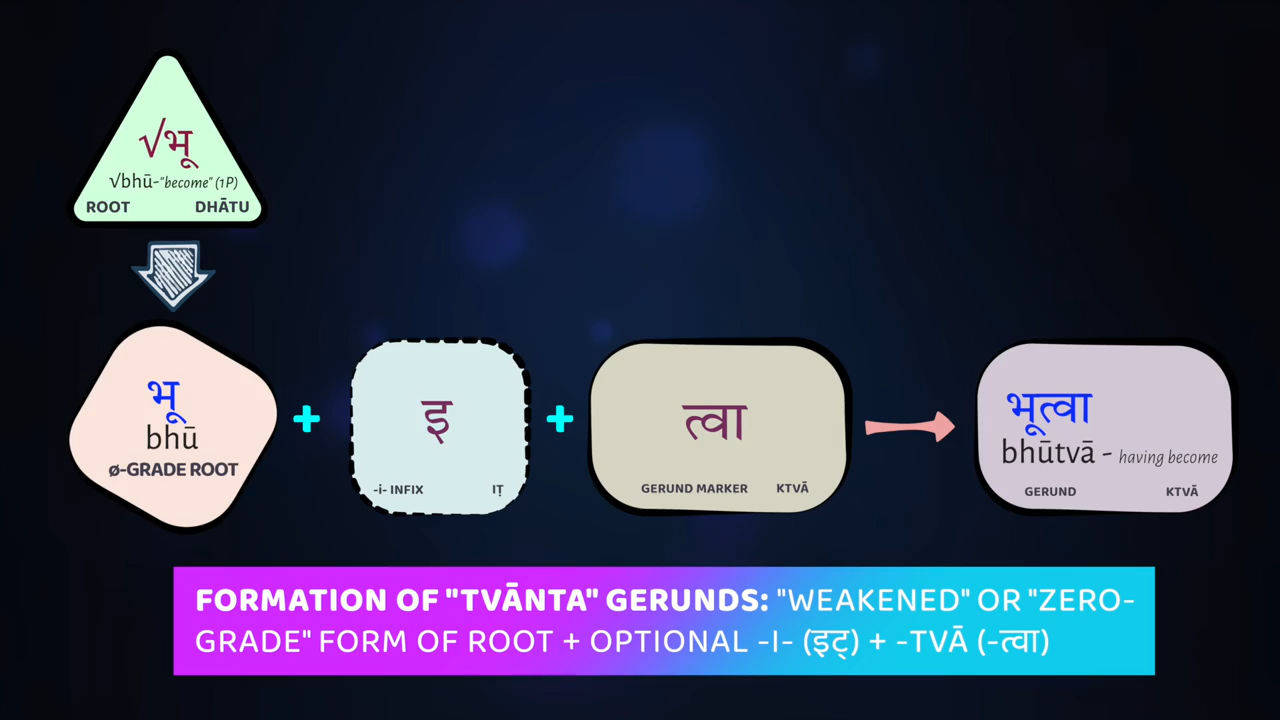 √भू
√bhū-"become" (1P)
ROOT DHĀTU
भू
bhū
ø-GRADE ROOT
+
इ
-i- INFIX IṬ
+
त्वा
GERUND MARKER KTVĀ
भूत्वा
bhūtvā - having become
GERUND KTVĀ
FORMATION OF "TVĀNTA" GERUNDS: "WEAKENED" OR "ZERO-
GRADE" FORM OF ROOT + OPTIONAL -I- (इट्) + -TVĀ (-त्वा)